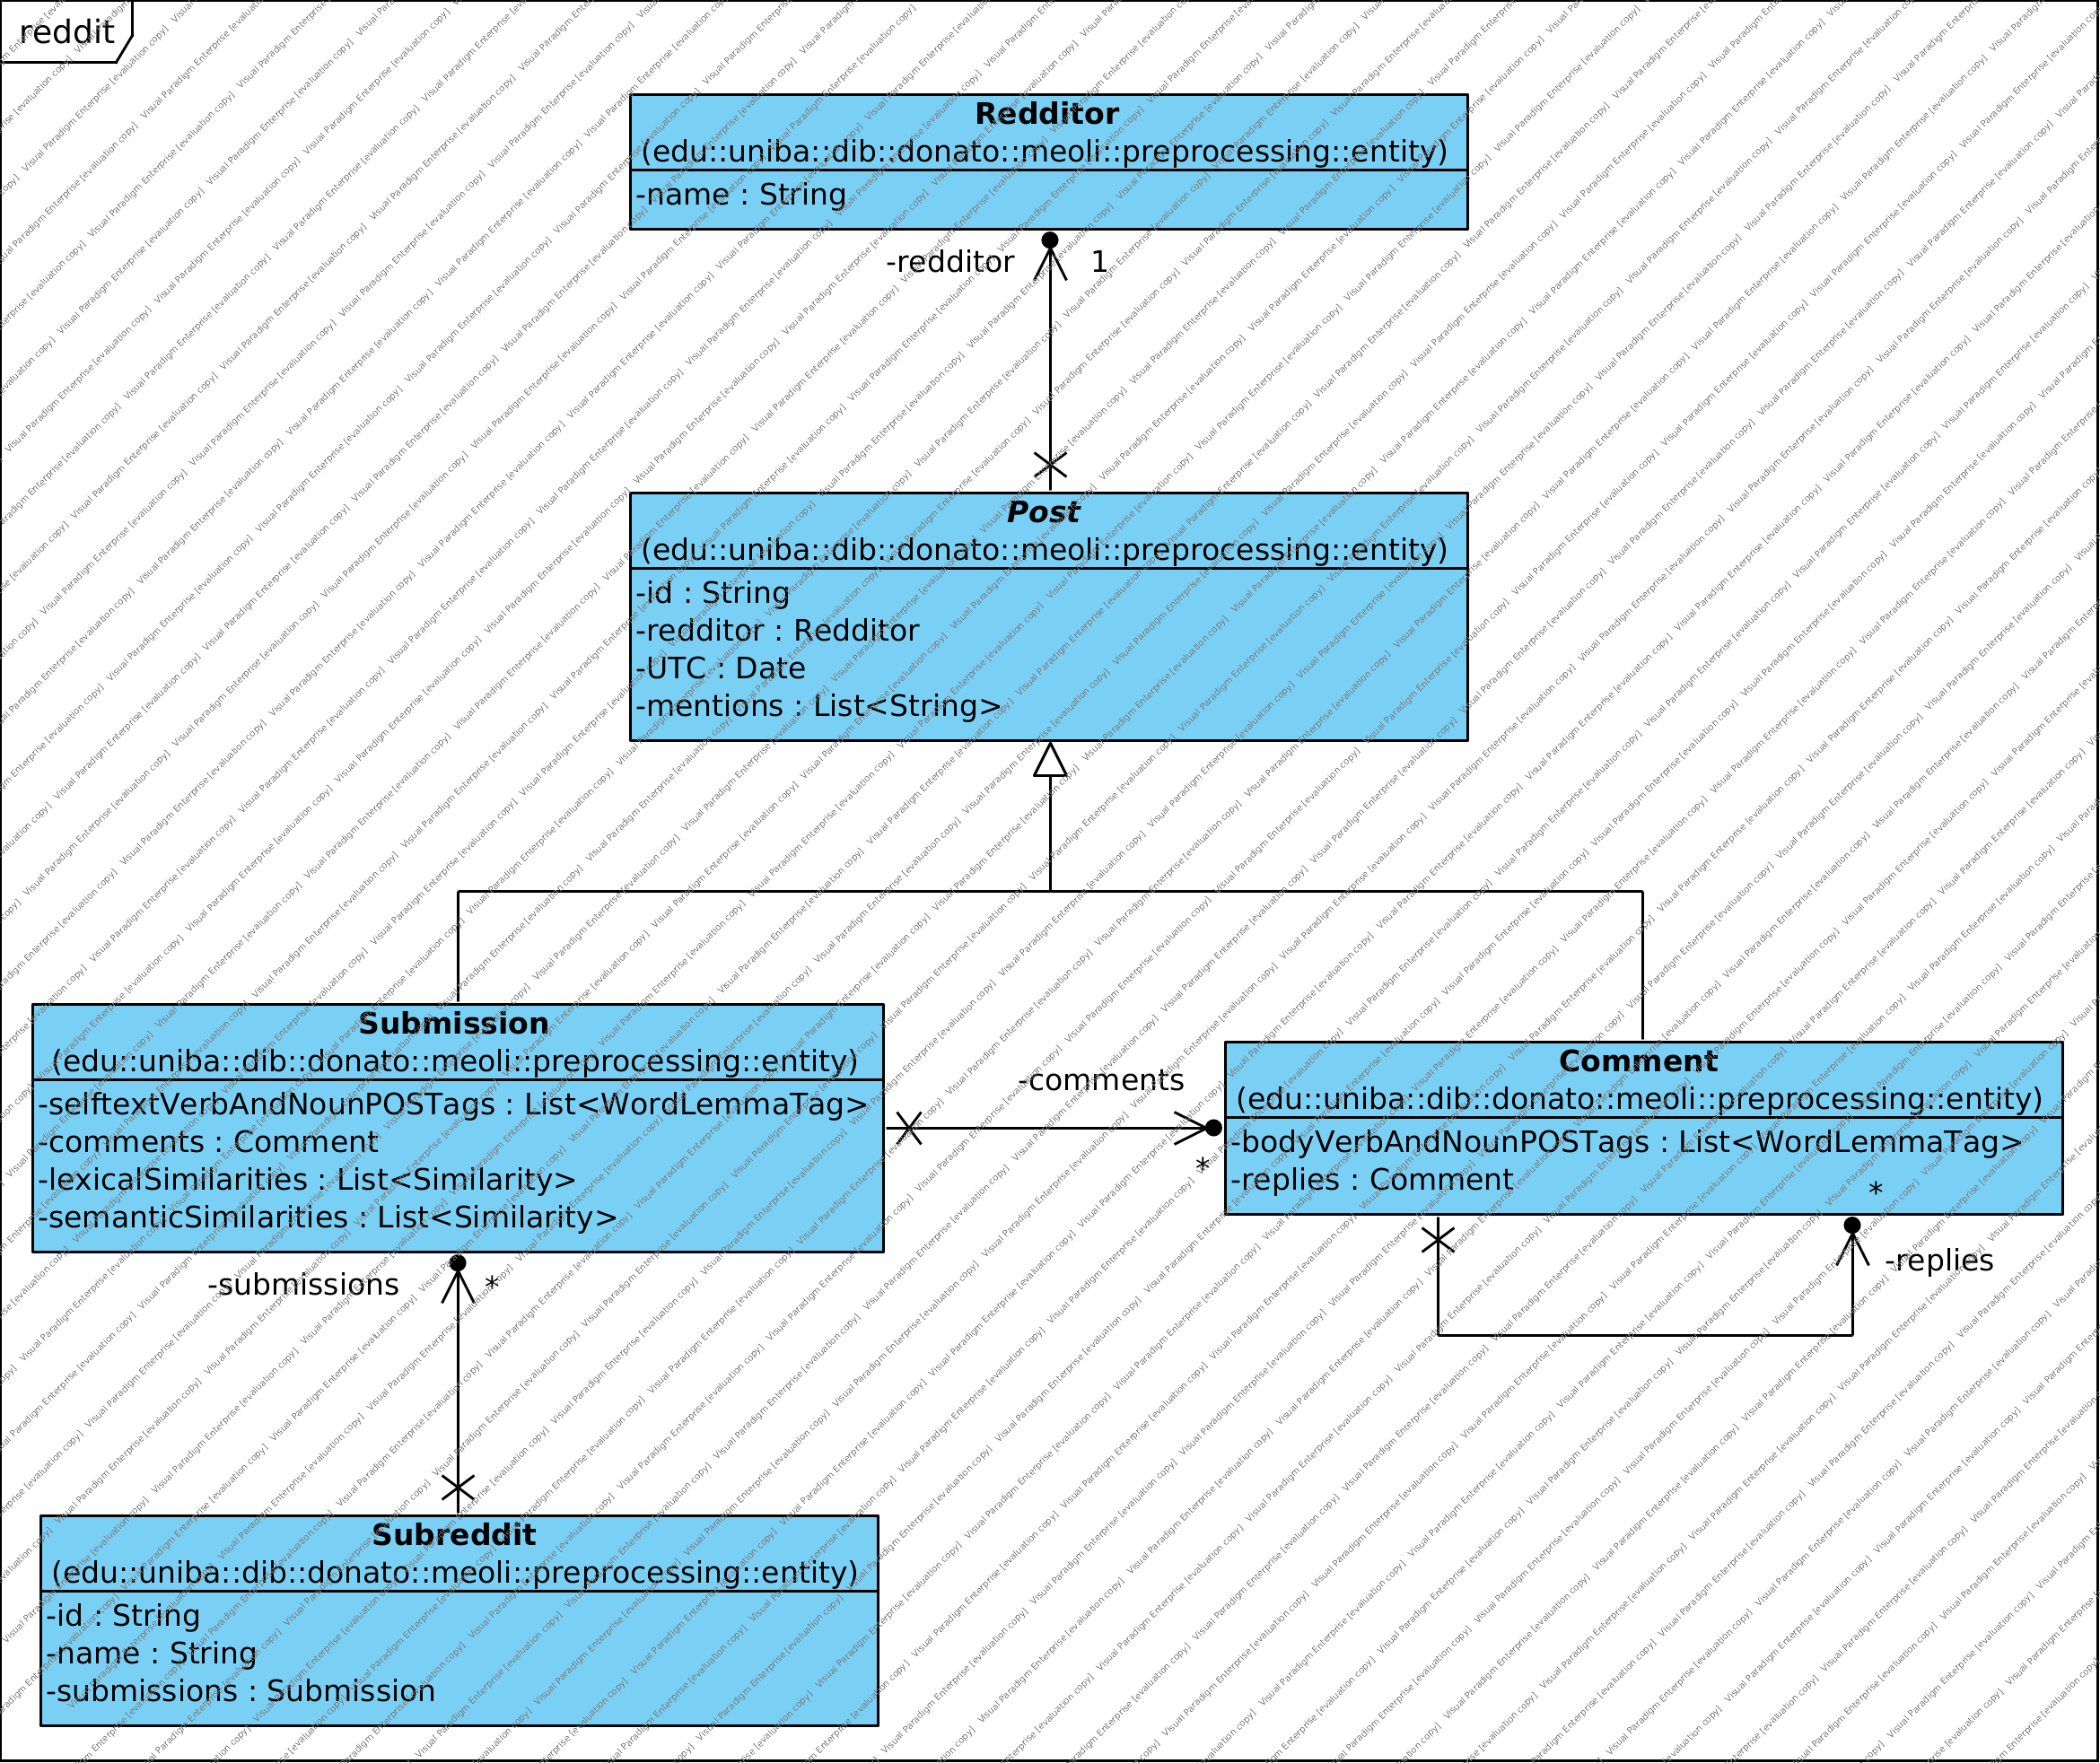 reddit
Redditor
(edu::uniba::dib::donato::meoli::preprocessing::entity)
-name : String
-redditor
1
Post
(edu::uniba::dib::donato::meoli::preprocessing::entity)
-id : String
-redditor : Redditor
-UTC : Date
-mentions : List<String>
Submission
(edu::uniba::dib::donato::meoli::preprocessing::entity)
-selftextVerbAndNounPOSTags : List<WordLemmaTag>
-comments : Comment
-lexicalSimilarities : List<Similarity>
-semanticSimilarities : List<Similarity>
-comments
*
Comment
(edu::uniba::dib::donato::meoli::preprocessing::entity)
-bodyVerbAndNounPOSTags : List<WordLemmaTag>
-replies : Comment
*
-replies
-submissions
*
Subreddit
(edu::uniba::dib::donato::meoli::preprocessing::entity)
-id : String
-name : String
-submissions : Submission
Visual Paradigm Enterprise [evaluation copy]